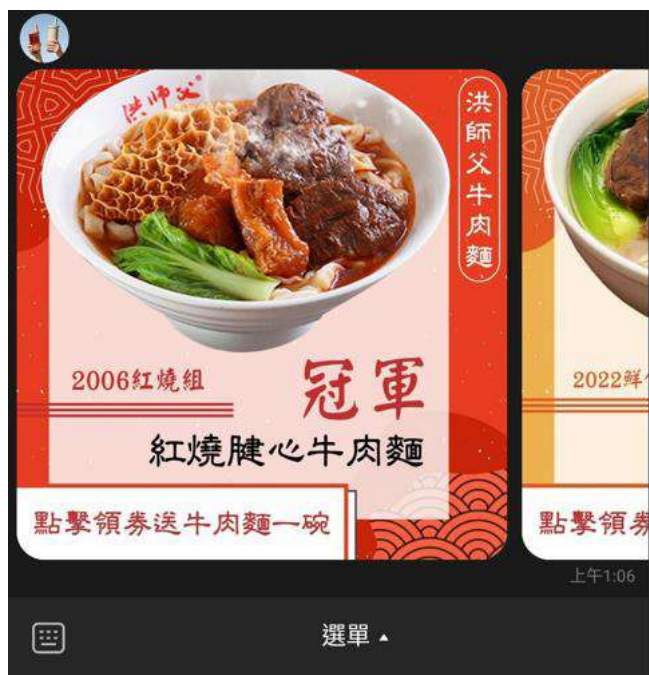 洪師父
洪師父牛肉麵
2006紅燒組
冠軍
紅燒腱心牛肉麵
點擊領券送牛肉麵一碗
2022鮮
點擊領券
上午1:06
選單